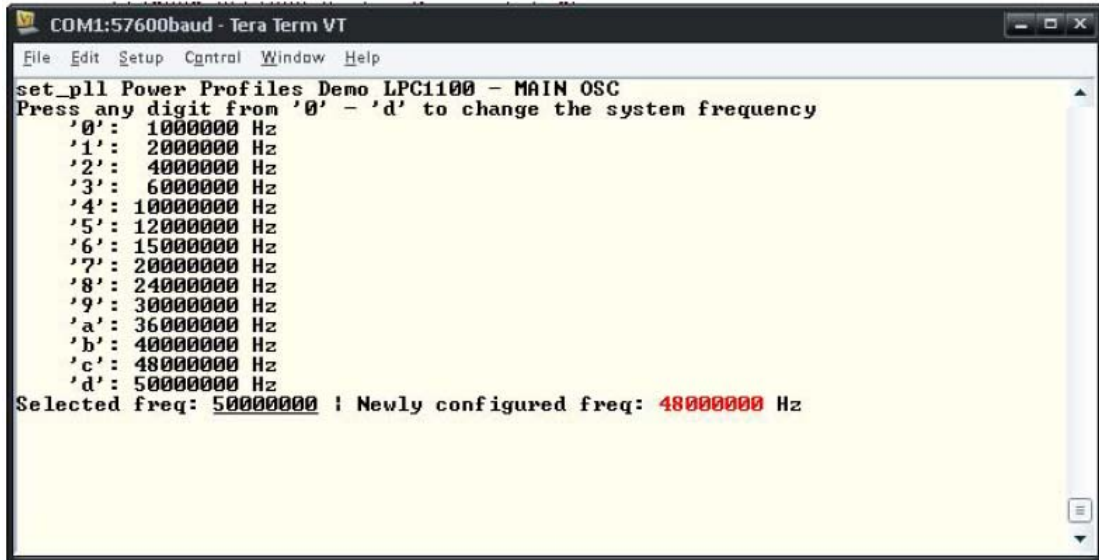 COM1:57600baud - Tera Term VT
File Edit Setup Control Window Help
set_pll Power Profiles Demo LPC1100 - MAIN OSC
Press any digit from '0' - 'd' to change the system frequency
'0': 1000000 Hz
'1': 2000000 Hz
'2': 4000000 Hz
'3': 6000000 Hz
'4': 10000000 Hz
'5': 12000000 Hz
'6': 15000000 Hz
'7': 20000000 Hz
'8': 24000000 Hz
'9': 30000000 Hz
'a': 36000000 Hz
'b': 40000000 Hz
'c': 48000000 Hz
'd': 50000000 Hz
Selected freq: 50000000 | Newly configured freq: 48000000 Hz